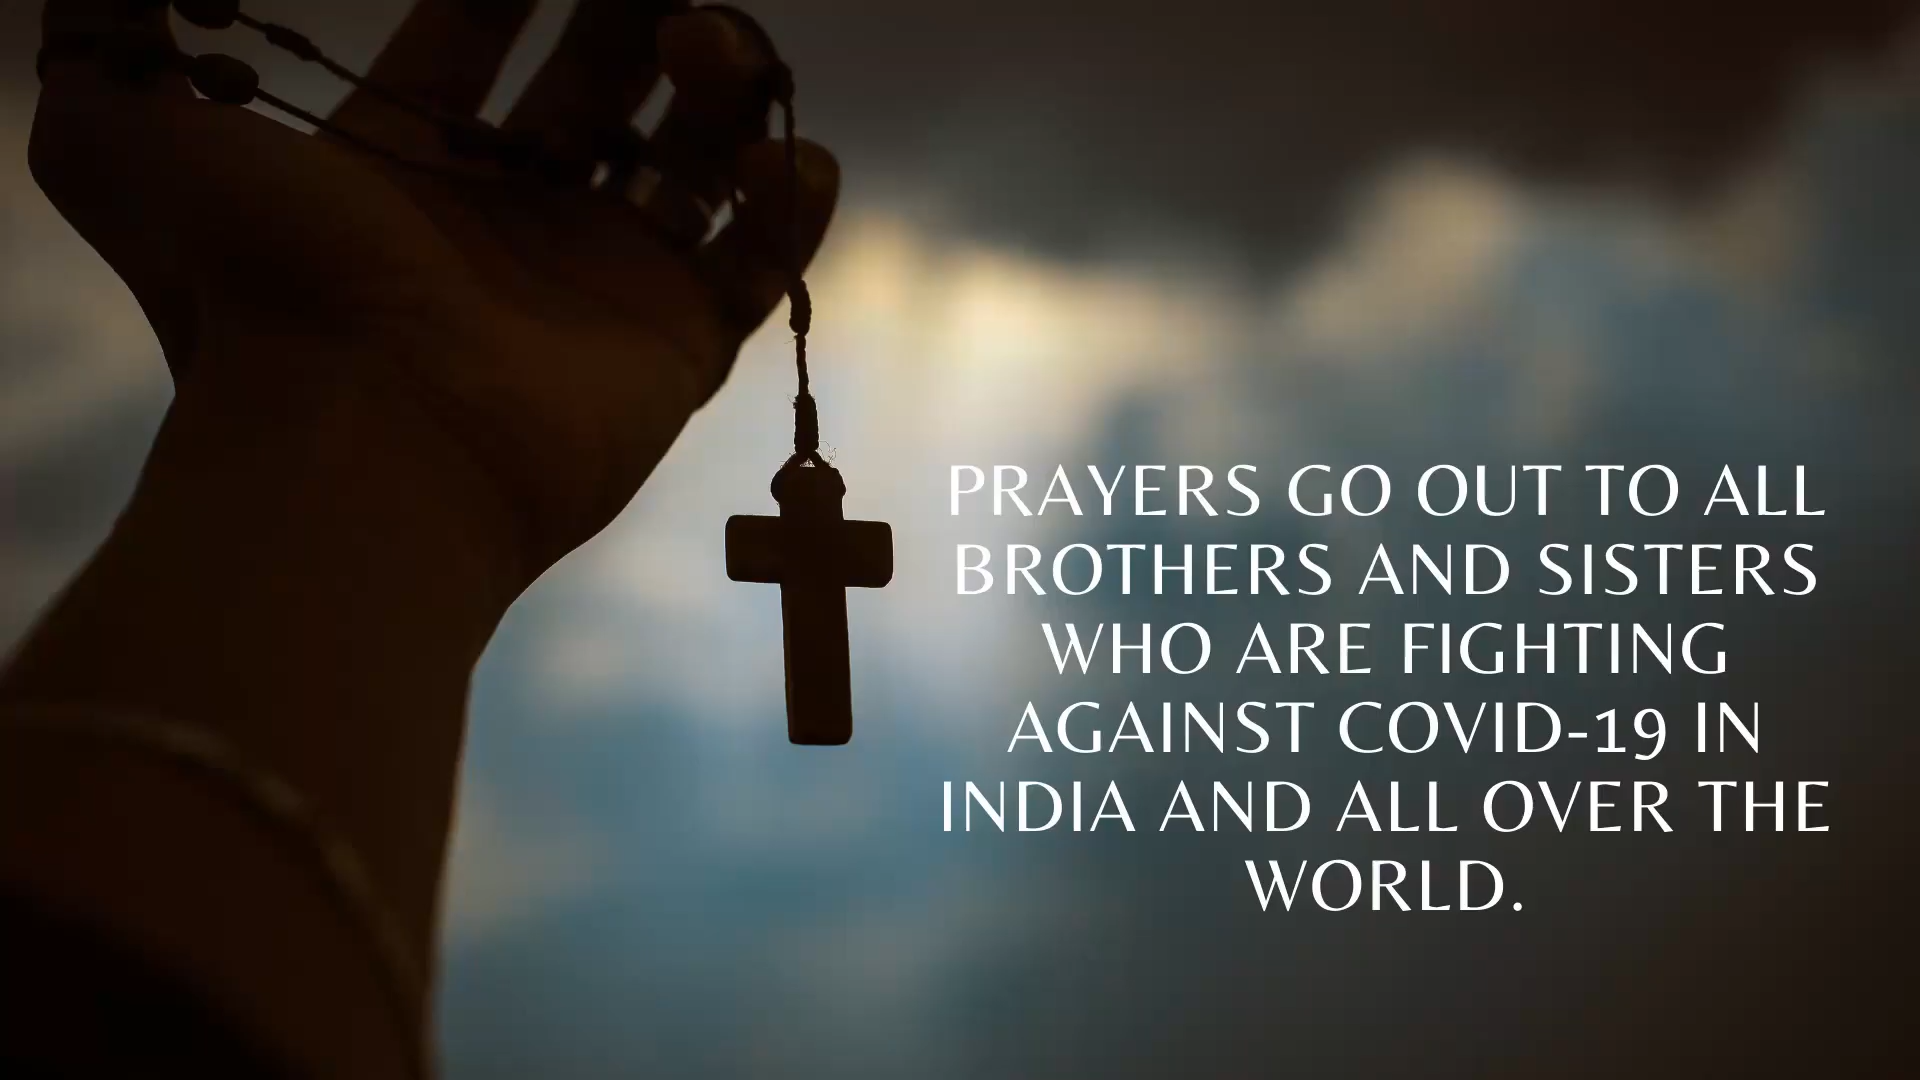 PRAYERS GO OUT TO ALL
BROTHERS AND SISTERS
WHO ARE FIGHTING
AGAINST COVID-19 IN
INDIA AND ALL OVER THE
WORLD.